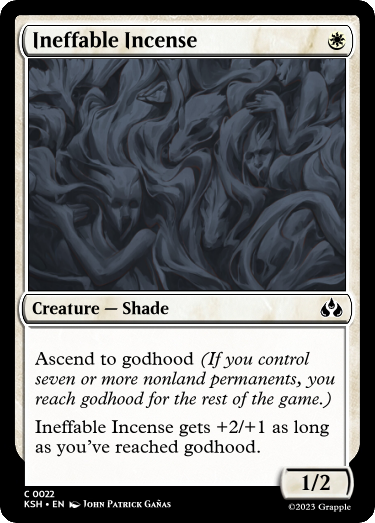 Ineffable Incense
Creature — Shade
Ascend to godhood (If you control
seven or more nonland permanents, you
reach godhood for the rest of the game.)
Ineffable Incense gets +2/+1 as long
as you've reached godhood.
1/2
C 0022
KSH • EN John Patrick Gañas
©2023 Grapple